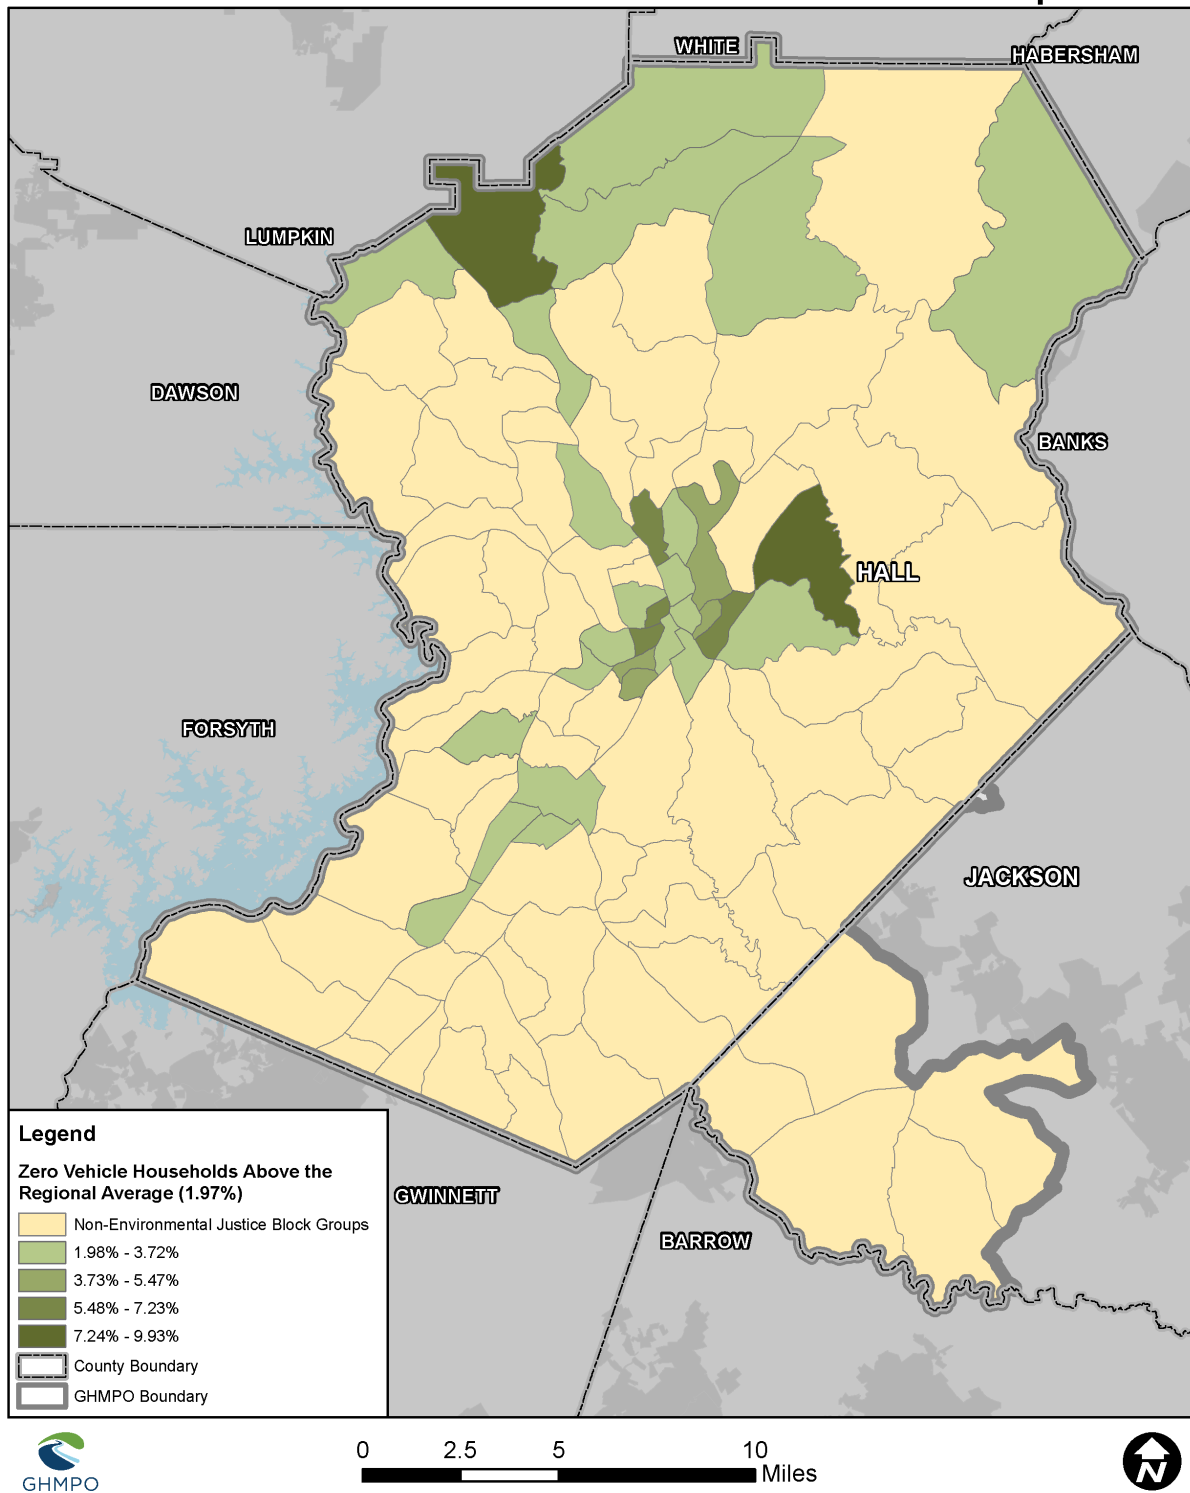 WHITE
HABERSHAM
LUMPKIN
DAWSON
BANKS
HALL
FORSYTH
JACKSON
GWINNETT
BARROW
Legend
Zero Vehicle Households Above the
Regional Average (1.97%)
Non-Environmental Justice Block Groups
1.98% - 3.72%
3.73% - 5.47%
5.48% - 7.23%
7.24% - 9.93%
County Boundary
GHMPO Boundary
GHMPO
0 2.5 5 10
Miles
N